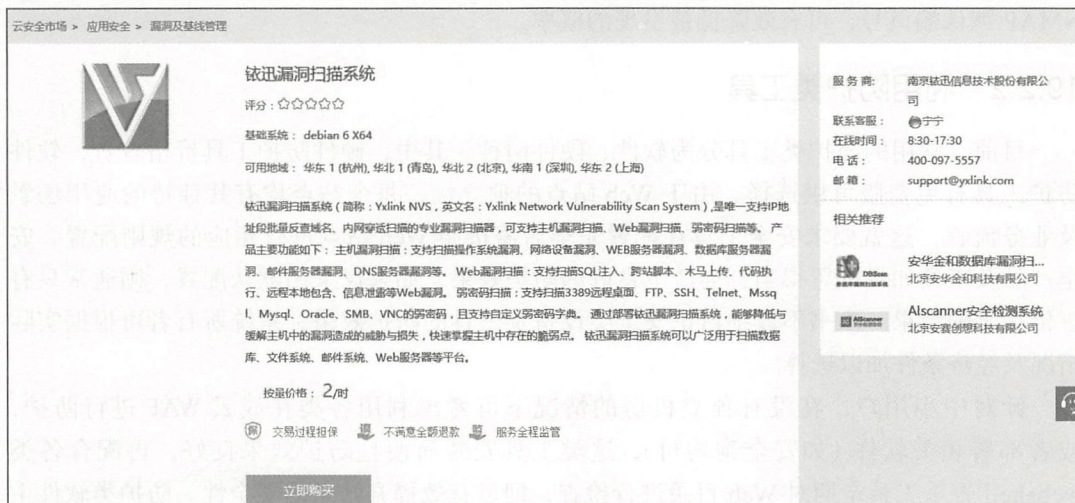 云安全市场 > 应用安全 > 漏洞及基线管理
铱迅漏洞扫描系统
评分：☆☆☆☆☆
基础系统： debian 6 X64
可用地域： 华东 1 (杭州), 华北 1 (青岛), 华北 2 (北京), 华南 1 (深圳), 华东 2 (上海)
铱迅漏洞扫描系统（简称：Yxlink NVS，英文名：Yxlink Network Vulnerability Scan System）,是唯一支持IP地
址段批量反查域名、内网穿透扫描的专业漏洞扫描器，可支持主机漏洞扫描、Web漏洞扫描、弱密码扫描等。产
品主要功能如下：主机漏洞扫描：支持扫描操作系统漏洞、网络设备漏洞、WEB服务器漏洞、数据库服务器漏
洞、邮件服务器漏洞、DNS服务器漏洞等。Web漏洞扫描：支持扫描SQL注入、跨站脚本、木马上传、代码执
行、远程本地包含、信息泄露等Web漏洞。 弱密码扫描：支持扫描3389远程桌面、FTP、SSH、Telnet、Mssq
l、Mysql、Oracle、SMB、VNC的弱密码，且支持自定义弱密码字典。 通过部署铱迅漏洞扫描系统，能够降低与
缓解主机中的漏洞造成的威胁与损失，快速掌握主机中存在的脆弱点。 铱迅漏洞扫描系统可以广泛用于扫描数据
库、文件系统、邮件系统、Web服务器等平台。
按量价格： 2/时
保 交易过程担保 退 不满意全额退款 监 服务全程监管
立即购买
服 务 商: 南京铱迅信息技术股份有限公
司
联系客服： 宁宁
在线时间： 8:30-17:30
电 话： 400-097-5557
邮 箱： support@yxlink.com
相关推荐
DBScan
安华金和数据库漏洞扫...
北京安华金和科技有限公司
AIscanner
AIscanner安全检测系统
北京安赛创想科技有限公司